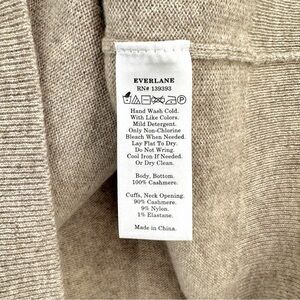 EVERLANE
RN# 139393
Hand Wash Cold.
With Like Colors.
Mild Detergent.
Only Non-Chlorine
Bleach When Needed.
Lay Flat To Dry.
Do Not Wring.
Cool Iron If Needed.
Or Dry Clean.
Body, Bottom.
100% Cashmere.
Cuffs, Neck Opening.
90% Cashmere.
9% Nylon.
1% Elastane.
Made in China.